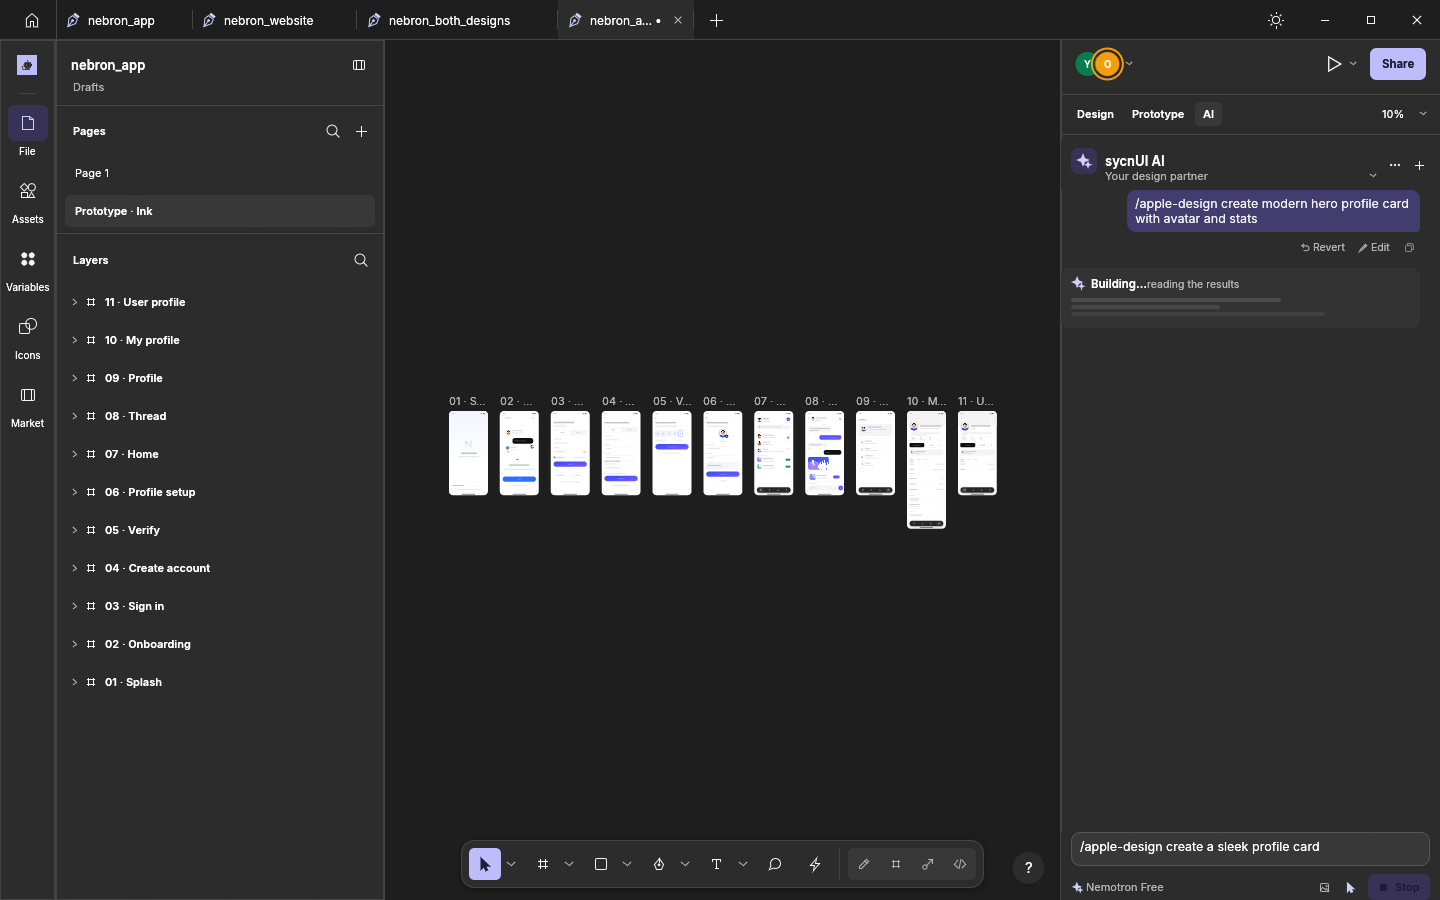 nebron_app
nebron_website
nebron_both_designs
nebron_a... •
nebron_app
Drafts
Pages
Page 1
Prototype · Ink
Layers
11 · User profile
10 · My profile
09 · Profile
08 · Thread
07 · Home
06 · Profile setup
05 · Verify
04 · Create account
03 · Sign in
02 · Onboarding
01 · Splash
File
Assets
Variables
Icons
Market
01 · S...
02 · ...
03 · ...
04 · ...
05 · V...
06 · ...
07 · ...
08 · ...
09 · ...
10 · M...
11 · U...
N
Y
O
Share
Design
Prototype
AI
10%
sycnUI AI
Your design partner
/apple-design create modern hero profile card
with avatar and stats
Revert
Edit
Building...reading the results
/apple-design create a sleek profile card
Nemotron Free
Stop
?